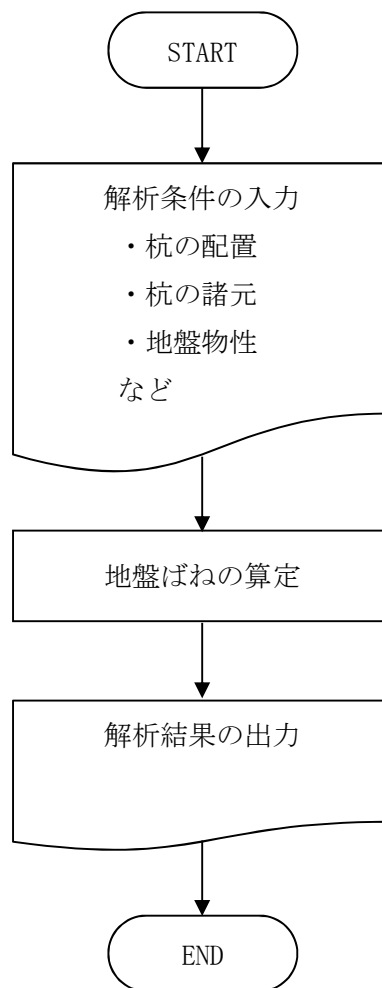 START
解析条件の入力
・杭の配置
・杭の諸元
・地盤物性
など
地盤ばねの算定
解析結果の出力
END